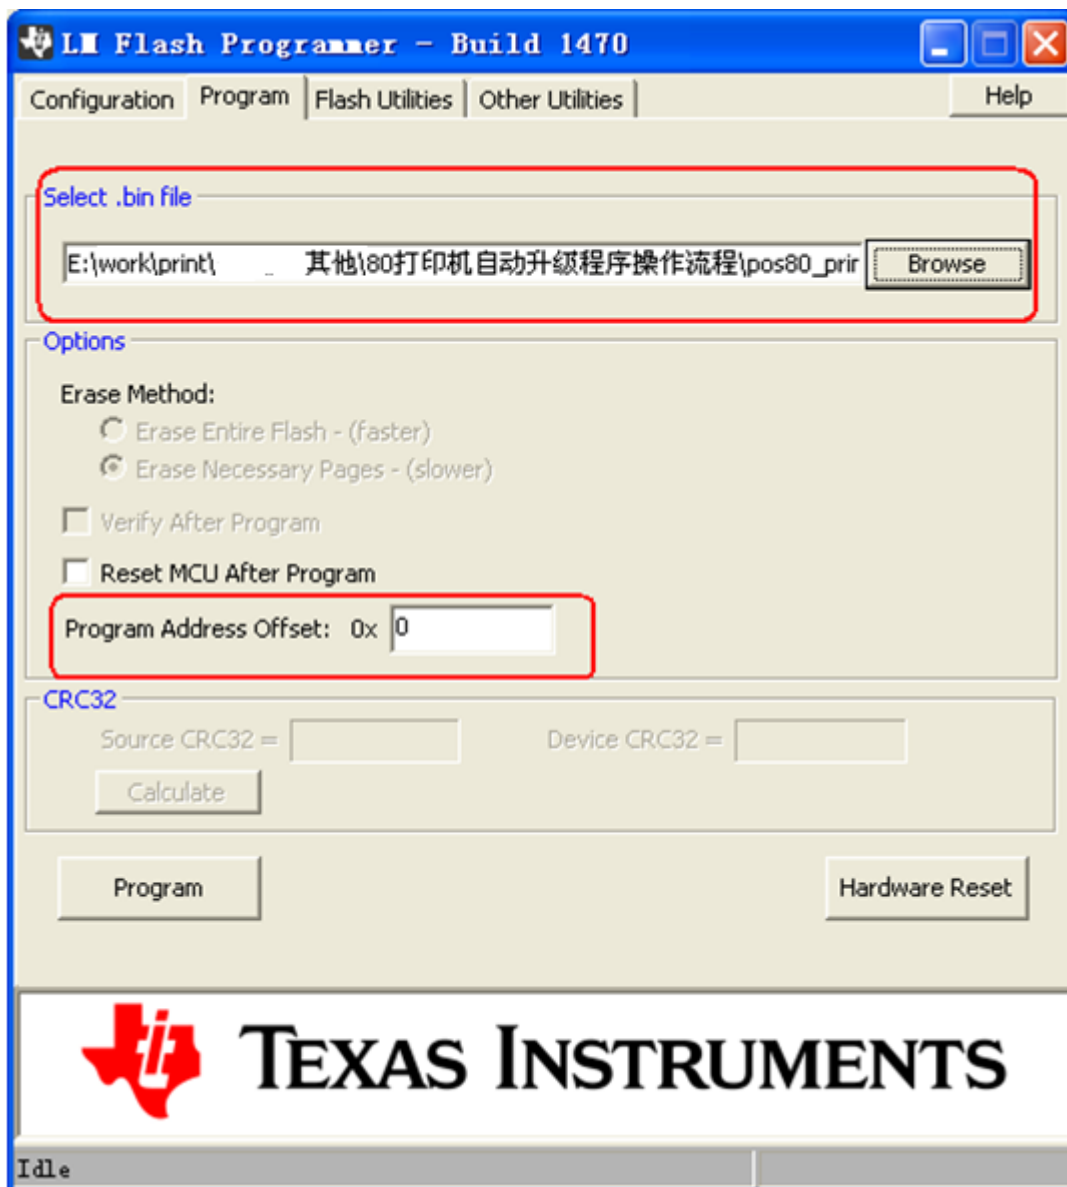 LM Flash Programmer - Build 1470
Configuration Program Flash Utilities Other Utilities Help
Select .bin file
E:\work\print\ 其他\80打印机自动升级程序操作流程\pos80_prir Browse
Options
Erase Method:
Erase Entire Flash - (faster)
Erase Necessary Pages - (slower)
Verify After Program
Reset MCU After Program
Program Address Offset: 0x 0
CRC32
Source CRC32 = Device CRC32 =
Calculate
Program Hardware Reset
TEXAS INSTRUMENTS
Idle